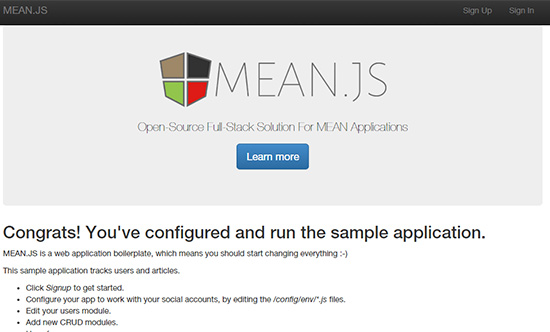 MEAN.JS Sign Up Sign In
MEAN.JS
Open-Source Full-Stack Solution For MEAN Applications
Learn more
Congrats! You've configured and run the sample application.
MEAN.JS is a web application boilerplate, which means you should start changing everything :-)
This sample application tracks users and articles.
• Click Signup to get started.
• Configure your app to work with your social accounts, by editing the /config/env/*.js files.
• Edit your users module.
• Add new CRUD modules.